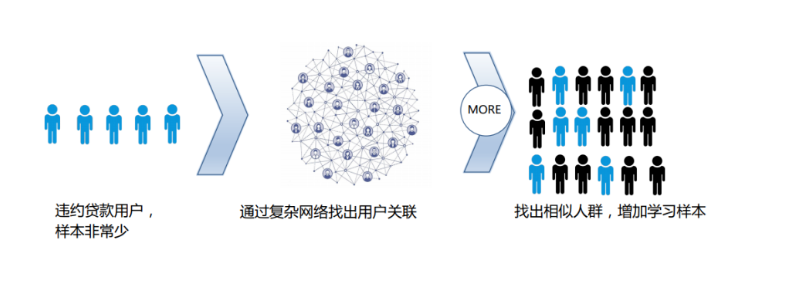 MORE
违约贷款用户，
样本非常少
通过复杂网络找出用户关联
找出相似人群，增加学习样本